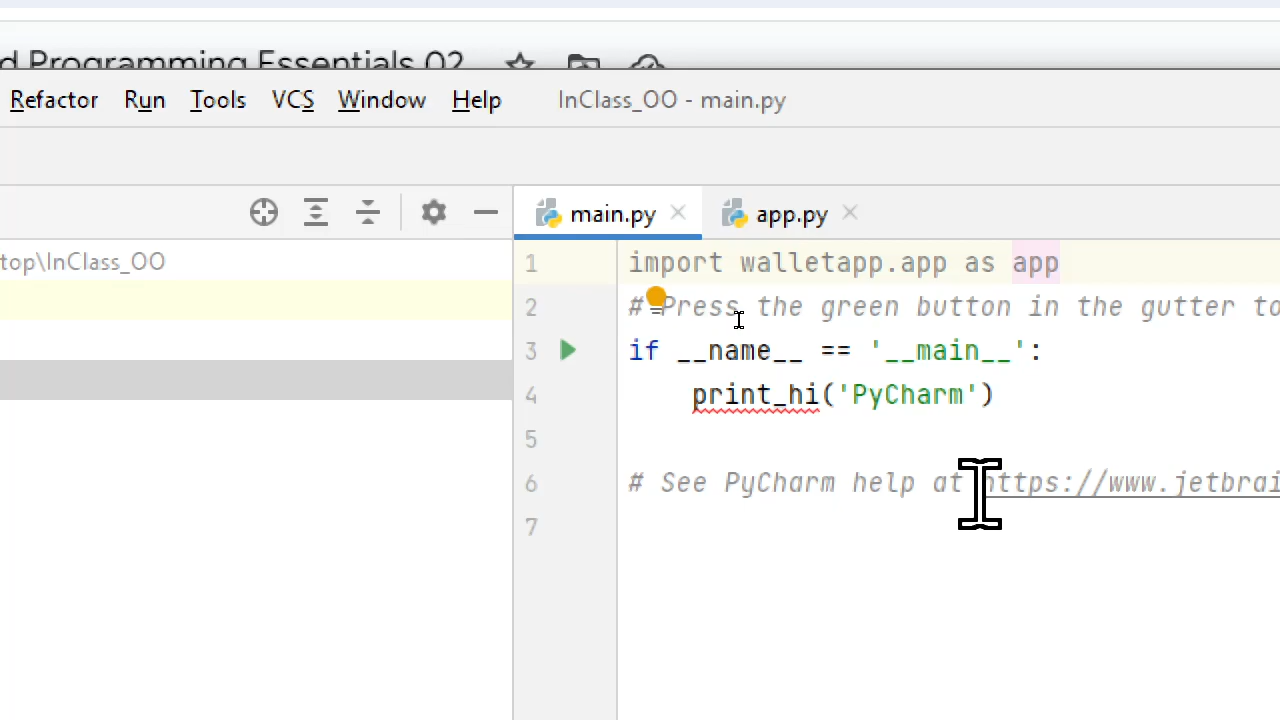 d Programming Essentials 02
Refactor Run Tools VCS Window Help InClass_OO - main.py
main.py app.py
top\InClass_OO
1 import walletapp.app as app
2 # Press the green button in the gutter to
3 if __name__ == '__main__':
4 print_hi('PyCharm')
5
6 # See PyCharm help at https://www.jetbrai
7